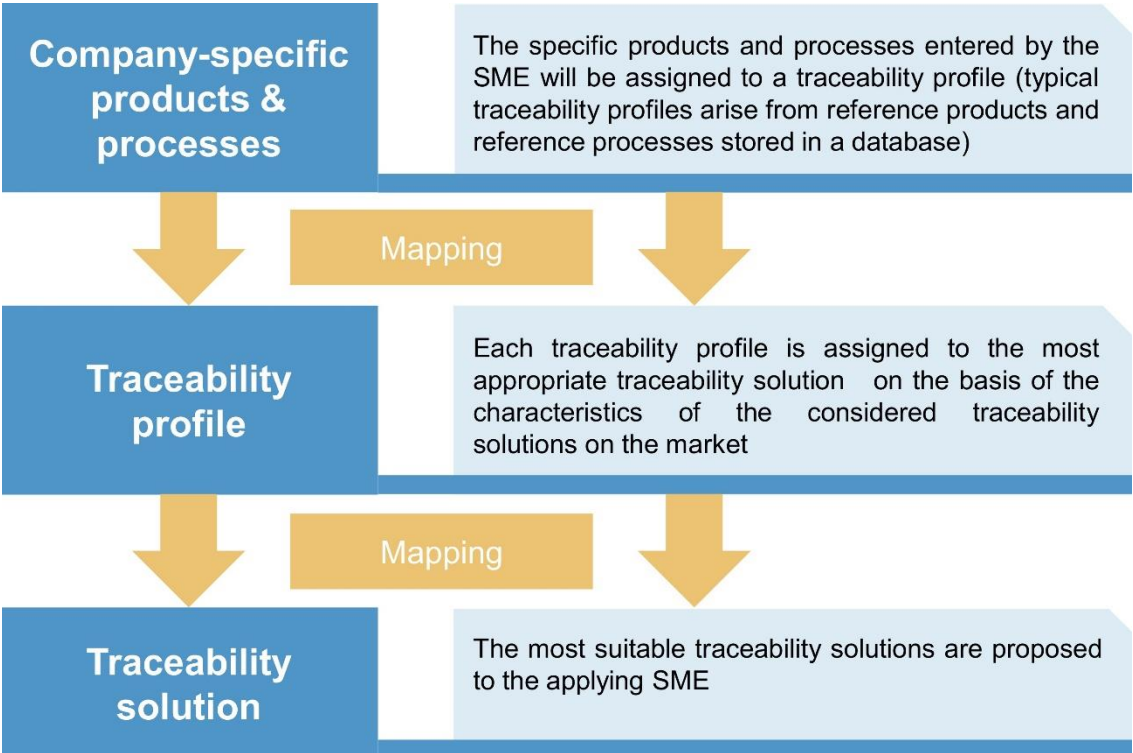 Company-specific
products &
processes
The specific products and processes entered by the
SME will be assigned to a traceability profile (typical
traceability profiles arise from reference products and
reference processes stored in a database)
Mapping
Traceability
profile
Each traceability profile is assigned to the most
appropriate traceability solution on the basis of the
characteristics of the considered traceability
solutions on the market
Mapping
Traceability
solution
The most suitable traceability solutions are proposed
to the applying SME